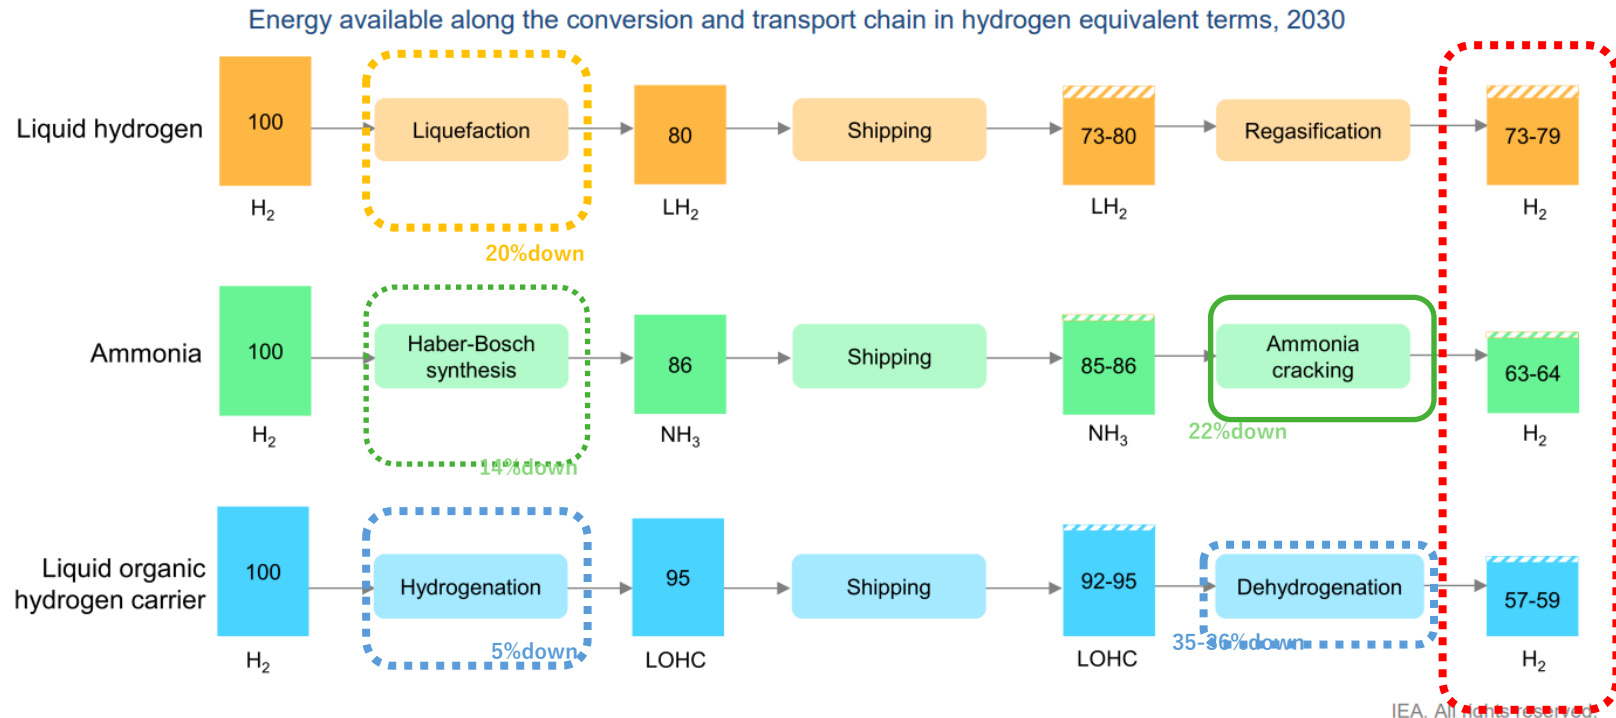 Energy available along the conversion and transport chain in hydrogen equivalent terms, 2030
Liquid hydrogen
100
H₂
Liquefaction
20%down
80
LH₂
Shipping
73-80
LH₂
Regasification
73-79
H₂
Ammonia
100
H₂
Haber-Bosch
synthesis
14%down
86
NH₃
Shipping
85-86
NH₃
Ammonia
cracking
22%down
63-64
H₂
Liquid organic
hydrogen carrier
100
H₂
Hydrogenation
5%down
95
LOHC
Shipping
92-95
LOHC
Dehydrogenation
35-36%down
57-59
H₂
IEA. All rights reserved.